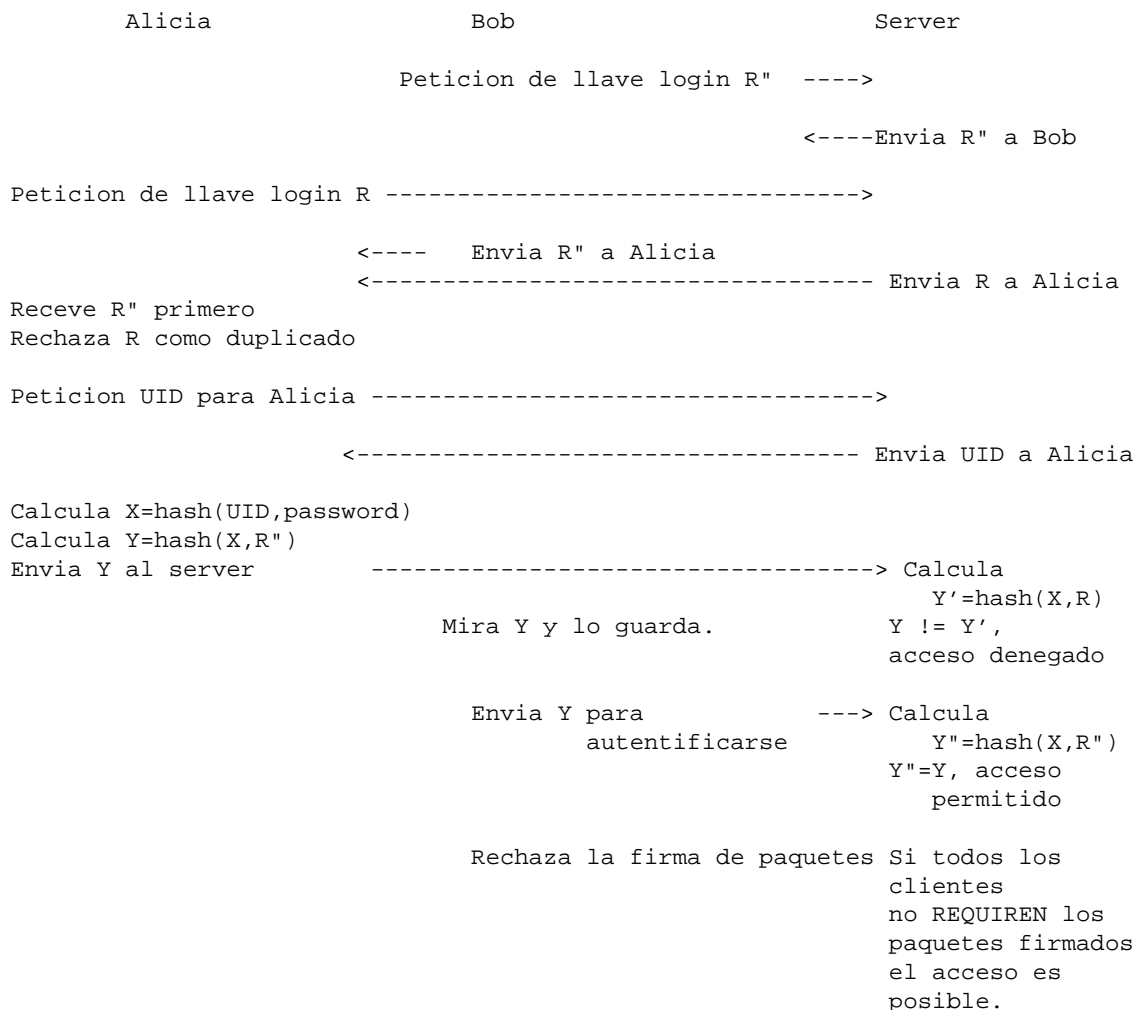 Alicia Bob Server
Peticion de llave login R" ---->
<----Envia R" a Bob
Peticion de llave login R --------------------------------->
<---- Envia R" a Alicia
<----------------------------------- Envia R a Alicia
Receve R" primero
Rechaza R como duplicado
Peticion UID para Alicia ----------------------------------->
<----------------------------------- Envia UID a Alicia
Calcula X=hash(UID,password)
Calcula Y=hash(X,R")
Envia Y al server -----------------------------------> Calcula
Y'=hash(X,R)
Mira Y y lo guarda. Y != Y',
acceso denegado
Envia Y para ---> Calcula
autentificarse Y"=hash(X,R")
Y"=Y, acceso
permitido
Rechaza la firma de paquetes Si todos los
clientes
no REQUIREN los
paquetes firmados
el acceso es
posible.